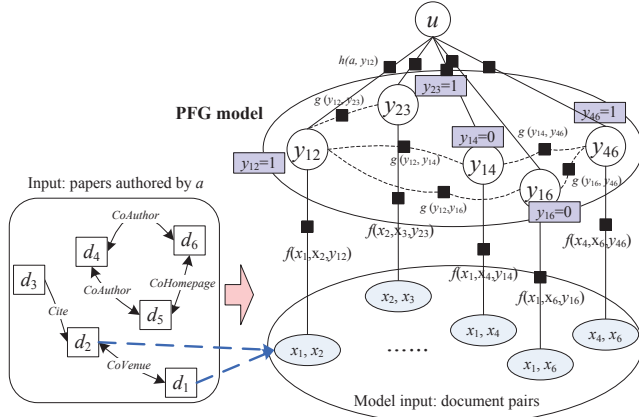 u
h(a, y12)
y23=1
y46=1
PFG model
g (y12, y23)
y23
y14=0
g (y14, y46)
y12
y46
y12=1
g (y12, y14)
y14
y16
g (y16, y46)
Input: papers authored by a
g (y12,y16)
y16=0
CoAuthor
d4
d6
f(x1,x2,y12)
f(x2,x3,y23)
f(x1,x4,y14)
f(x1,x6,y16)
f(x4,x6,y46)
d3
CoAuthor
CoHomepage
Cite
d5
x2, x3
d2
x1, x2
......
x1, x4
x1, x6
x4, x6
CoVenue
d1
Model input: document pairs